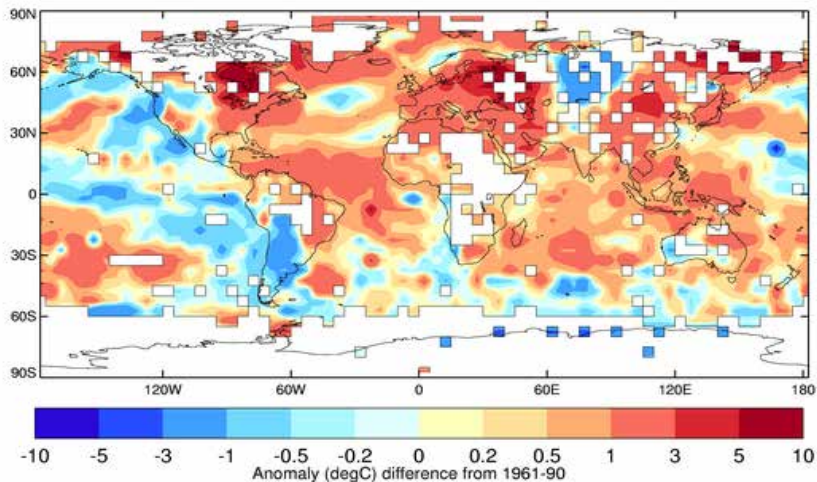 90N
60N
30N
0
30S
60S
90S
120W 60W 0 60E 120E 180
-10 -5 -3 -1 -0.5 -0.2 0 0.2 0.5 1 3 5 10
Anomaly (degC) difference from 1961-90